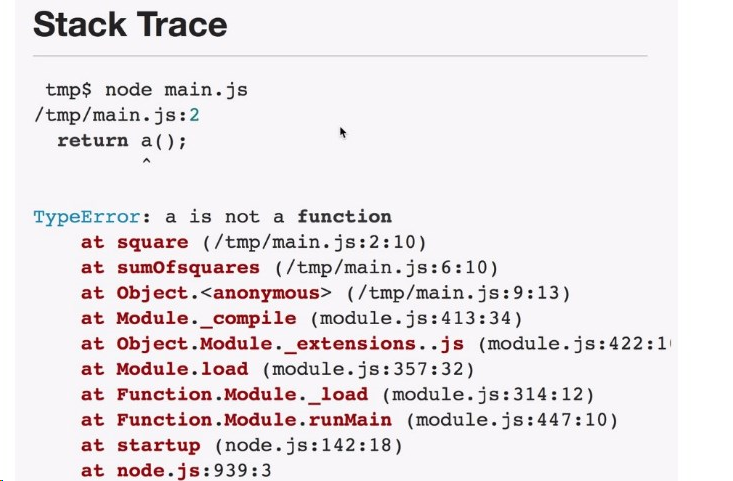 Stack Trace
tmp$ node main.js
/tmp/main.js:2
return a();
^
TypeError: a is not a function
at square (/tmp/main.js:2:10)
at sumOfsquares (/tmp/main.js:6:10)
at Object.<anonymous> (/tmp/main.js:9:13)
at Module._compile (module.js:413:34)
at Object.Module._extensions..js (module.js:422:1
at Module.load (module.js:357:32)
at Function.Module._load (module.js:314:12)
at Function.Module.runMain (module.js:447:10)
at startup (node.js:142:18)
at node.js:939:3